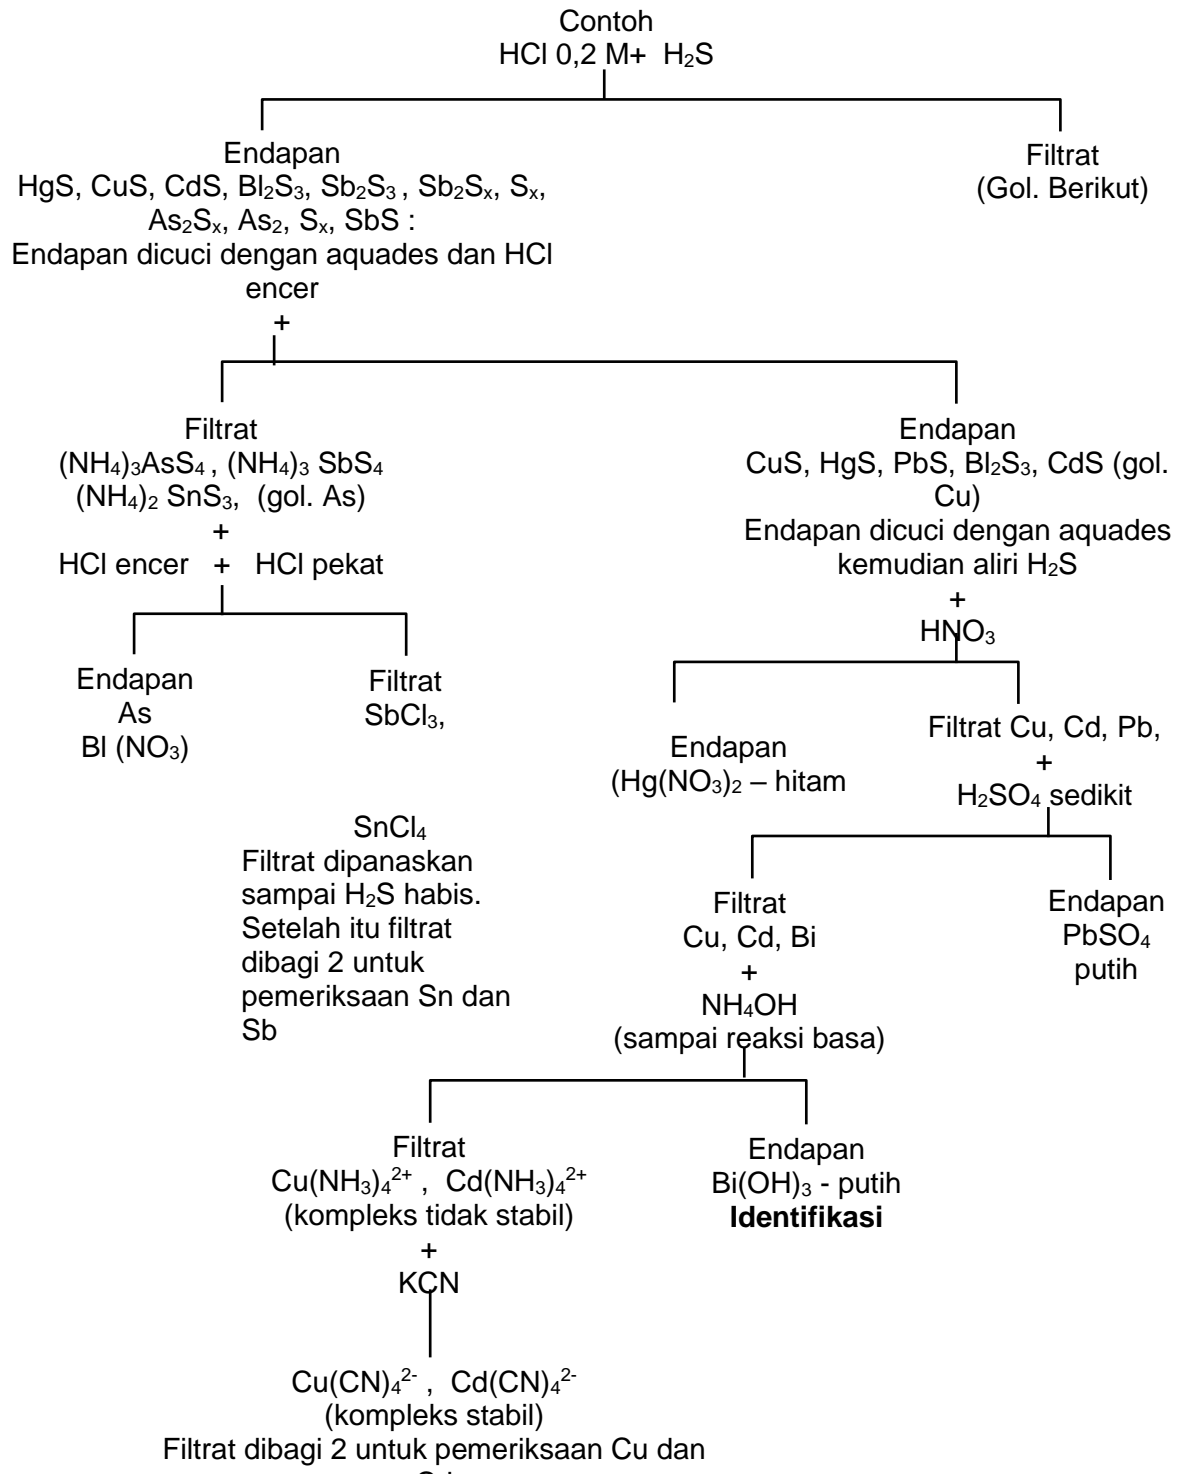 Contoh
HCl 0,2 M+ H₂S
Endapan
HgS, CuS, CdS, Bl₂S₃, Sb₂S₃ , Sb₂Sₓ, Sₓ,
As₂Sₓ, As₂, Sₓ, SbS :
Endapan dicuci dengan aquades dan HCl
encer
+
Filtrat
(Gol. Berikut)
Filtrat
(NH₄)₃AsS₄ , (NH₄)₃ SbS₄
(NH₄)₂ SnS₃, (gol. As)
+
HCl encer + HCl pekat
Endapan
CuS, HgS, PbS, Bl₂S₃, CdS (gol.
Cu)
Endapan dicuci dengan aquades
kemudian aliri H₂S
+
HNO₃
Endapan
As
Bl (NO₃)
Filtrat
SbCl₃,
SnCl₄
Filtrat dipanaskan
sampai H₂S habis.
Setelah itu filtrat
dibagi 2 untuk
pemeriksaan Sn dan
Sb
Endapan
(Hg(NO₃)₂ – hitam
Filtrat Cu, Cd, Pb,
+
H₂SO₄ sedikit
Filtrat
Cu, Cd, Bi
+
NH₄OH
(sampai reaksi basa)
Endapan
PbSO₄
putih
Filtrat
Cu(NH₃)₄²⁺ , Cd(NH₃)₄²⁺
(kompleks tidak stabil)
+
KCN
Endapan
Bi(OH)₃ - putih
Identifikasi
Cu(CN)₄²⁻ , Cd(CN)₄²⁻
(kompleks stabil)
Filtrat dibagi 2 untuk pemeriksaan Cu dan